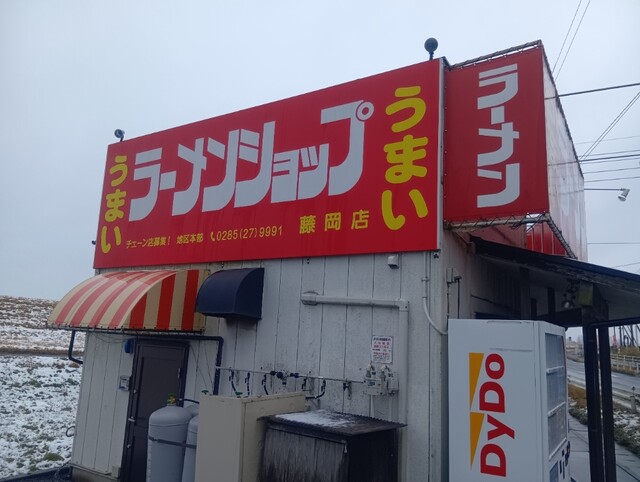 うまい
ラーメンショップ
うまい
チェーン店募集! 地区本部 0285(27)9991 藤岡店
ラーメン
DyDo